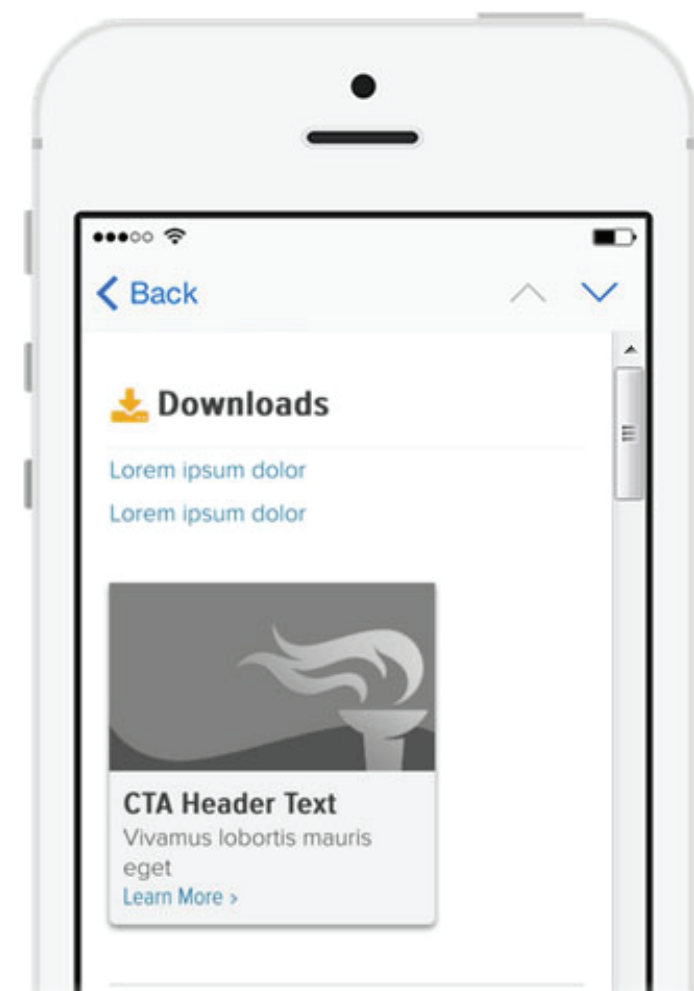 Back
Downloads
Lorem ipsum dolor
Lorem ipsum dolor
CTA Header Text
Vivamus lobortis mauris
eget
Learn More >